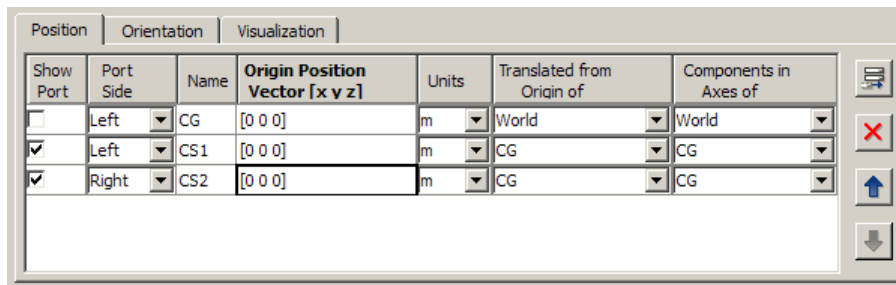 Position Orientation Visualization
Show Port Origin Position Translated from Components in
Port Side Name Vector [x y z] Units Origin of Axes of
Left CG [0 0 0] m World World
Left CS1 [0 0 0] m CG CG
Right CS2 [0 0 0] m CG CG